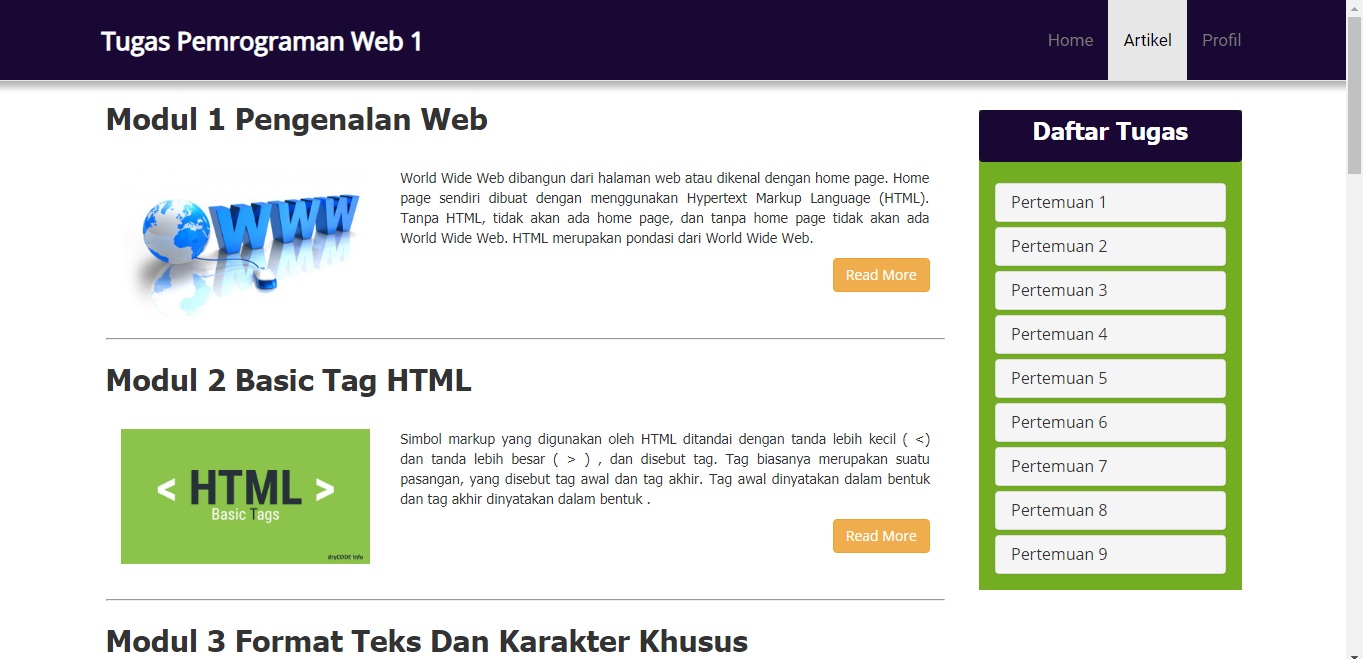 Tugas Pemrograman Web 1
Home
Artikel
Profil
Modul 1 Pengenalan Web
WWW
World Wide Web dibangun dari halaman web atau dikenal dengan home page. Home
page sendiri dibuat dengan menggunakan Hypertext Markup Language (HTML).
Tanpa HTML, tidak akan ada home page, dan tanpa home page tidak akan ada
World Wide Web. HTML merupakan pondasi dari World Wide Web.
Read More
Modul 2 Basic Tag HTML
< HTML >
Basic Tags
dryCODE Info
Simbol markup yang digunakan oleh HTML ditandai dengan tanda lebih kecil ( <)
dan tanda lebih besar ( > ) , dan disebut tag. Tag biasanya merupakan suatu
pasangan, yang disebut tag awal dan tag akhir. Tag awal dinyatakan dalam bentuk
dan tag akhir dinyatakan dalam bentuk .
Read More
Modul 3 Format Teks Dan Karakter Khusus
Daftar Tugas
Pertemuan 1
Pertemuan 2
Pertemuan 3
Pertemuan 4
Pertemuan 5
Pertemuan 6
Pertemuan 7
Pertemuan 8
Pertemuan 9